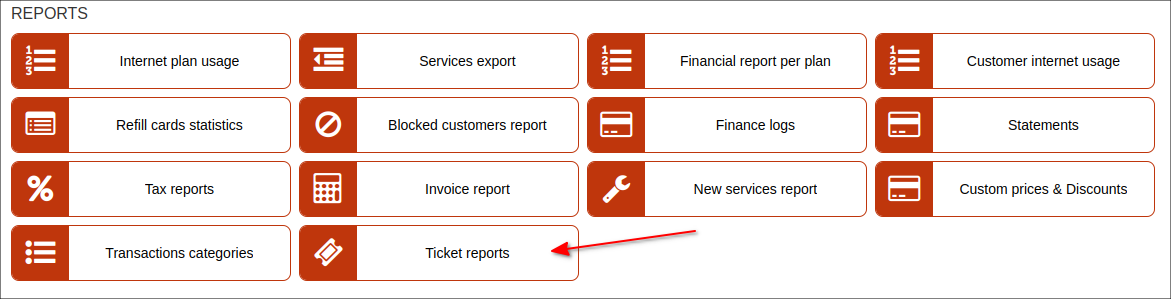 REPORTS
Internet plan usage
Services export
Financial report per plan
Customer internet usage
Refill cards statistics
Blocked customers report
Finance logs
Statements
Tax reports
Invoice report
New services report
Custom prices & Discounts
Transactions categories
Ticket reports